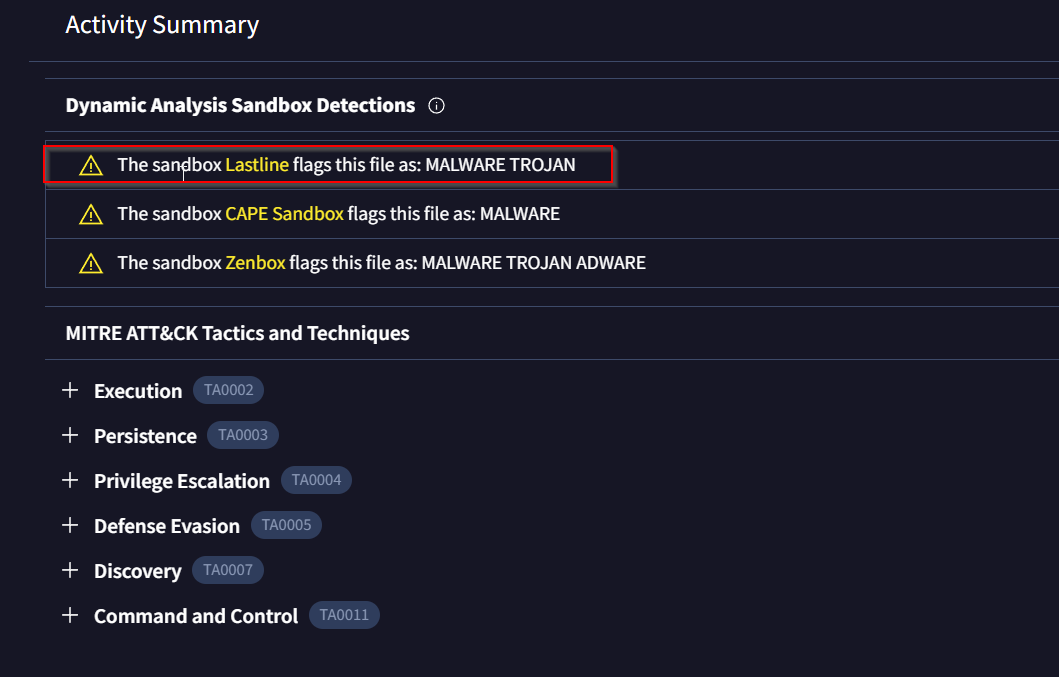 Activity Summary
Dynamic Analysis Sandbox Detections
The sandbox Lastline flags this file as: MALWARE TROJAN
The sandbox CAPE Sandbox flags this file as: MALWARE
The sandbox Zenbox flags this file as: MALWARE TROJAN ADWARE
MITRE ATT&CK Tactics and Techniques
Execution TA0002
Persistence TA0003
Privilege Escalation TA0004
Defense Evasion TA0005
Discovery TA0007
Command and Control TA0011